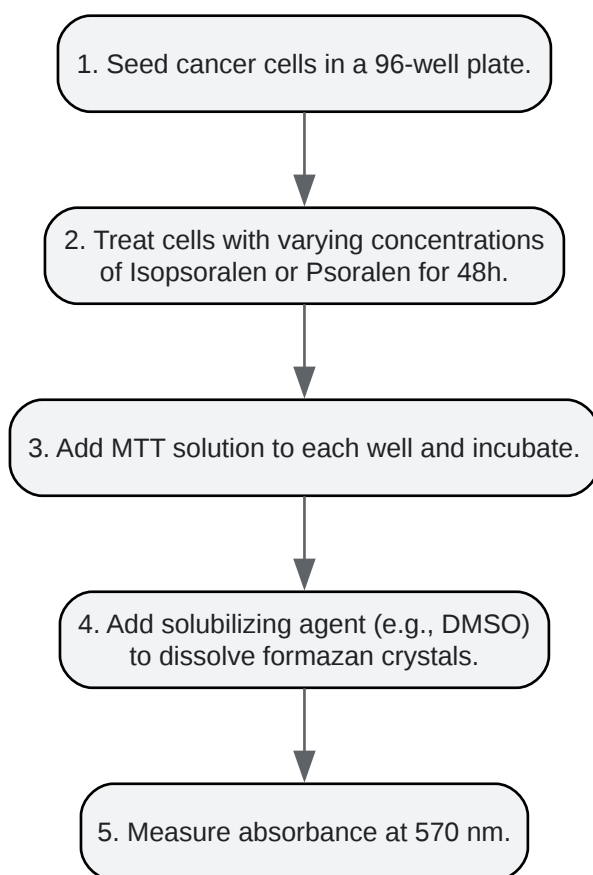 1. Seed cancer cells in a 96-well plate.
2. Treat cells with varying concentrations
of Isopsoralen or Psoralen for 48h.
3. Add MTT solution to each well and incubate.
4. Add solubilizing agent (e.g., DMSO)
to dissolve formazan crystals.
5. Measure absorbance at 570 nm.